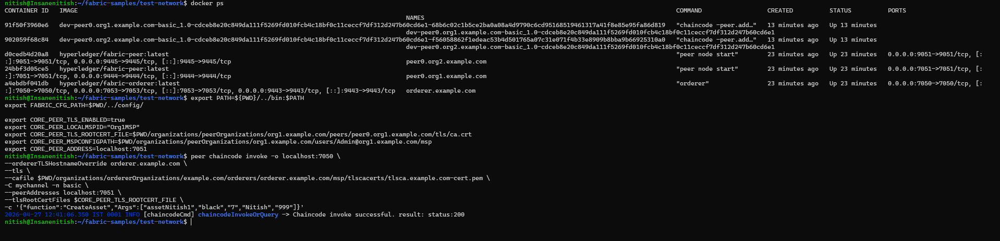 nitish@Insanenitish:~/fabric-samples/test-network$ docker ps
CONTAINER ID   IMAGE   COMMAND   CREATED   STATUS   PORTS
NAMES
91f50f3960e6   dev-peer0.org1.example.com-basic_1.0-cdceb8e20c849da111f5269fd010fcb4c18bf0c11ceccf7df312d247b60cd6e1-68b6c02c1b5ce2ba0a08a4d9790c6cd95168519461317a41f8e85e95fa86d819   "chaincode -peer.add…"   13 minutes ago   Up 13 minutes
dev-peer0.org1.example.com-basic_1.0-cdceb8e20c849da111f5269fd010fcb4c18bf0c11ceccf7df312d247b60cd6e1
902059f68c84   dev-peer0.org2.example.com-basic_1.0-cdceb8e20c849da111f5269fd010fcb4c18bf0c11ceccf7df312d247b60cd6e1-f56058862f1edeac53b4d501765a07c31e071f4b33e8909b8bba9b66925310a0   "chaincode -peer.add…"   13 minutes ago   Up 13 minutes
dev-peer0.org2.example.com-basic_1.0-cdceb8e20c849da111f5269fd010fcb4c18bf0c11ceccf7df312d247b60cd6e1
d0cedb4d20a8   hyperledger/fabric-peer:latest   "peer node start"   23 minutes ago   Up 23 minutes   0.0.0.0:9051->9051/tcp, [:
:]:9051->9051/tcp, 0.0.0.0:9445->9445/tcp, [::]:9445->9445/tcp   peer0.org2.example.com
24bbf3d05ce5   hyperledger/fabric-peer:latest   "peer node start"   23 minutes ago   Up 23 minutes   0.0.0.0:7051->7051/tcp, [:
:]:7051->7051/tcp, 0.0.0.0:9444->9444/tcp, [::]:9444->9444/tcp   peer0.org1.example.com
a4ebdbf041db   hyperledger/fabric-orderer:latest   "orderer"   23 minutes ago   Up 23 minutes   0.0.0.0:7050->7050/tcp, [:
:]:7050->7050/tcp, 0.0.0.0:7053->7053/tcp, [::]:7053->7053/tcp, 0.0.0.0:9443->9443/tcp, [::]:9443->9443/tcp   orderer.example.com
nitish@Insanenitish:~/fabric-samples/test-network$ export PATH=${PWD}/../bin:$PATH
export FABRIC_CFG_PATH=$PWD/../config/
export CORE_PEER_TLS_ENABLED=true
export CORE_PEER_LOCALMSPID="Org1MSP"
export CORE_PEER_TLS_ROOTCERT_FILE=$PWD/organizations/peerOrganizations/org1.example.com/peers/peer0.org1.example.com/tls/ca.crt
export CORE_PEER_MSPCONFIGPATH=$PWD/organizations/peerOrganizations/org1.example.com/users/Admin@org1.example.com/msp
export CORE_PEER_ADDRESS=localhost:7051
nitish@Insanenitish:~/fabric-samples/test-network$ peer chaincode invoke -o localhost:7050 \
--ordererTLSHostnameOverride orderer.example.com \
--tls \
--cafile $PWD/organizations/ordererOrganizations/example.com/orderers/orderer.example.com/msp/tlscacerts/tlsca.example.com-cert.pem \
-C mychannel -n basic \
--peerAddresses localhost:7051 \
--tlsRootCertFiles $CORE_PEER_TLS_ROOTCERT_FILE \
-c '{"function":"CreateAsset","Args":["assetNitish1","black","7","Nitish","999"]}'
2026-04-27 12:41:06.350 IST 0001 INFO [chaincodeCmd] chaincodeInvokeOrQuery -> Chaincode invoke successful. result: status:200
nitish@Insanenitish:~/fabric-samples/test-network$